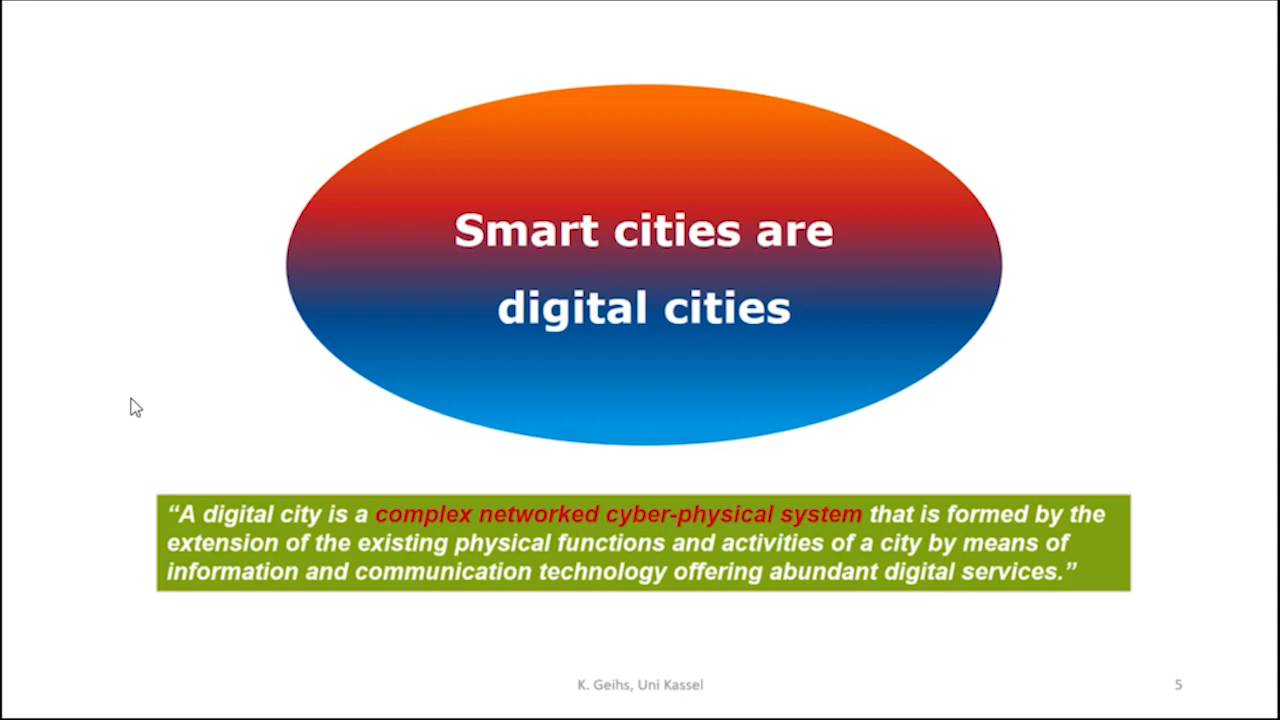 Smart cities are
digital cities
“A digital city is a complex networked cyber-physical system that is formed by the
extension of the existing physical functions and activities of a city by means of
information and communication technology offering abundant digital services.”
K. Geihs, Uni Kassel
5